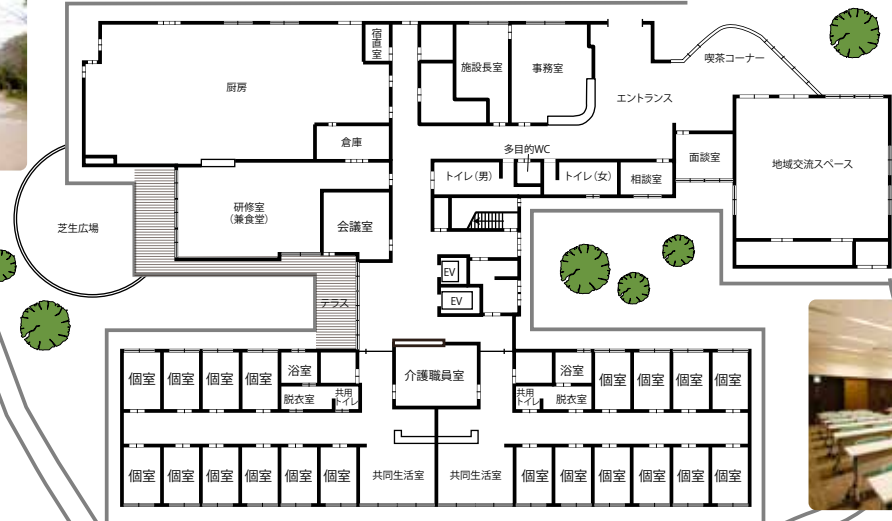 宿直室
厨房
施設長室
事務室
喫茶コーナー
エントランス
倉庫
多目的WC
面談室
地域交流スペース
トイレ(男)
トイレ(女)
相談室
研修室
(兼食堂)
会議室
芝生広場
EV
EV
テラス
個室
個室
個室
個室
浴室
介護職員室
浴室
個室
個室
個室
個室
脱衣室
共用
トイレ
共用
トイレ
脱衣室
個室
個室
個室
個室
個室
個室
共同生活室
共同生活室
個室
個室
個室
個室
個室
個室